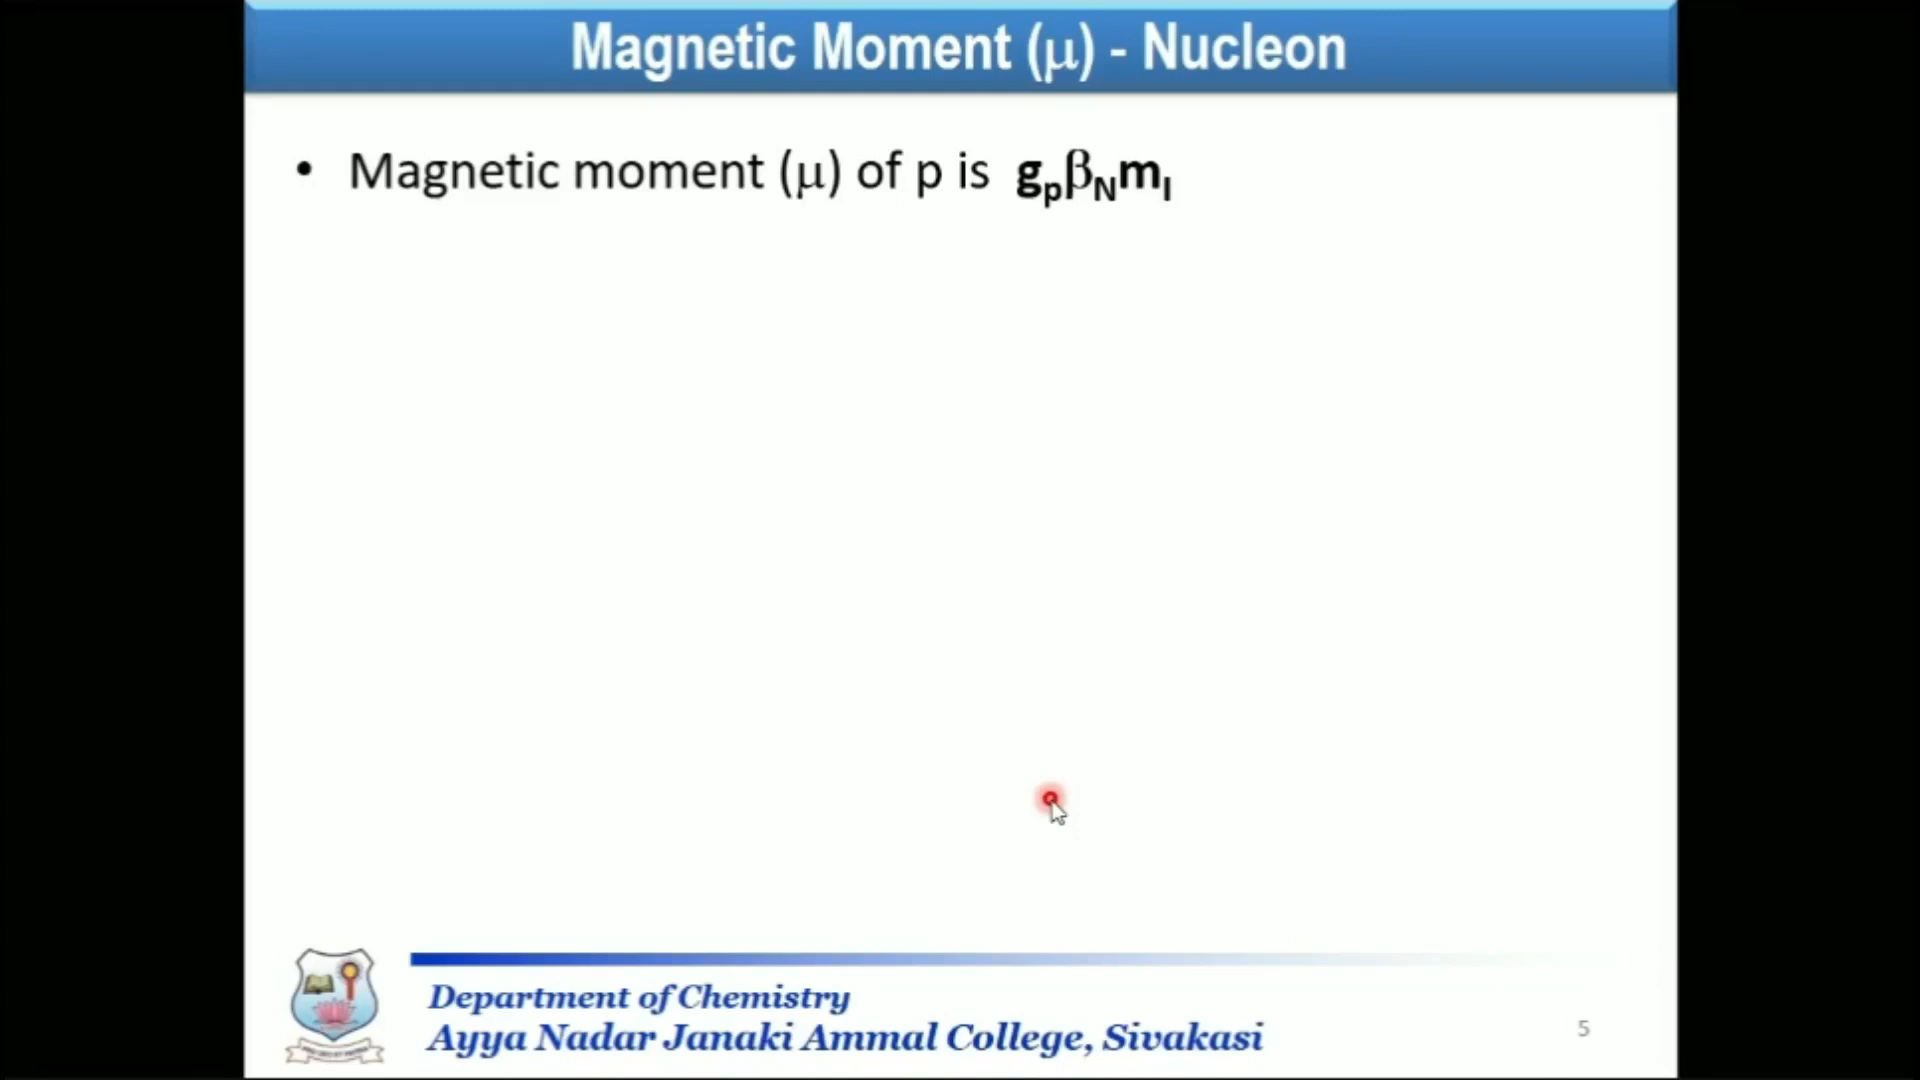 Magnetic Moment (μ) - Nucleon
• Magnetic moment (μ) of p is gₚβNmI
Department of Chemistry
Ayya Nadar Janaki Ammal College, Sivakasi
5